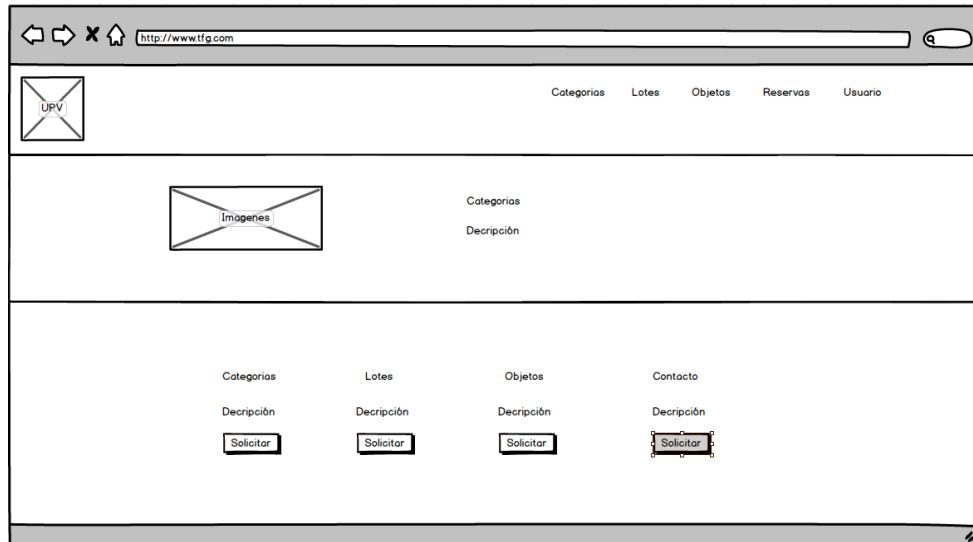 http://www.tfg.com
UPV
Categorias Lotes Objetos Reservas Usuario
Imagenes
Categorias
Decripción
Categorias Lotes Objetos Contacto
Decripción Decripción Decripción Decripción
Solicitar Solicitar Solicitar Solicitar